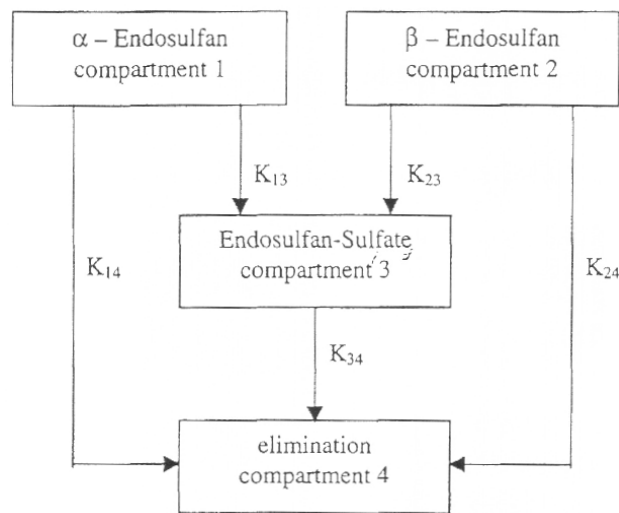 α – Endosulfan
compartment 1
β – Endosulfan
compartment 2
K₁₃
K₂₃
Endosulfan-Sulfate
compartment 3
K₁₄
K₂₄
K₃₄
elimination
compartment 4